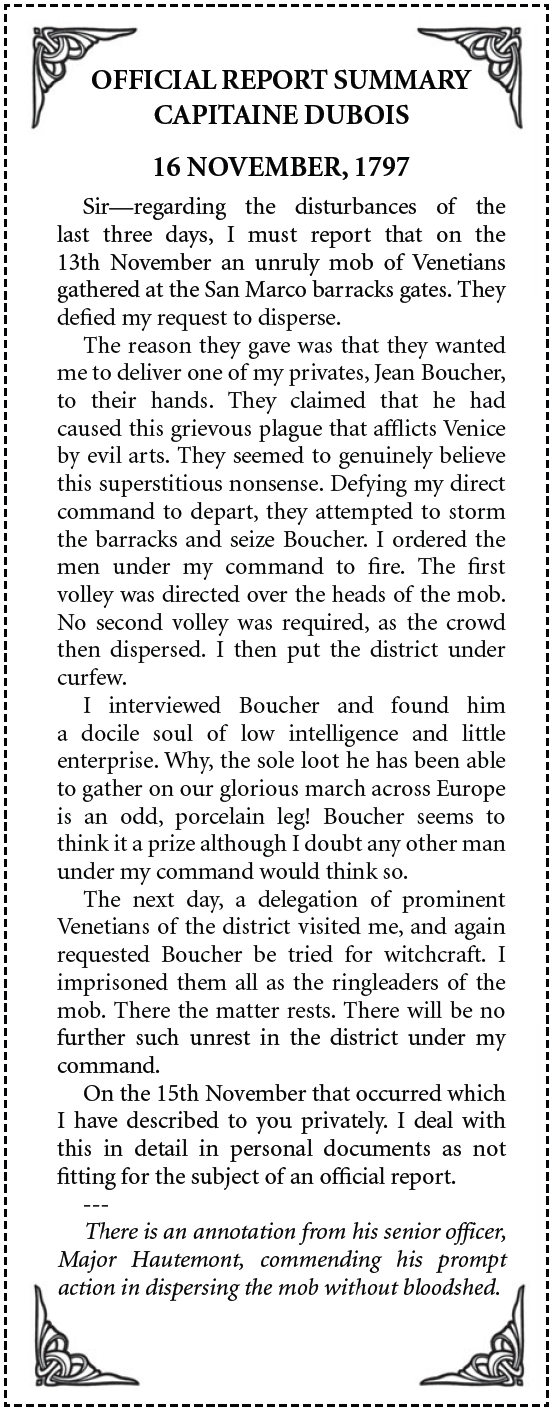 OFFICIAL REPORT SUMMARY
CAPITAINE DUBOIS
16 NOVEMBER, 1797
Sir—regarding the disturbances of the
last three days, I must report that on the
13th November an unruly mob of Venetians
gathered at the San Marco barracks gates. They
defied my request to disperse.
The reason they gave was that they wanted
me to deliver one of my privates, Jean Boucher,
to their hands. They claimed that he had
caused this grievous plague that afflicts Venice
by evil arts. They seemed to genuinely believe
this superstitious nonsense. Defying my direct
command to depart, they attempted to storm
the barracks and seize Boucher. I ordered the
men under my command to fire. The first
volley was directed over the heads of the mob.
No second volley was required, as the crowd
then dispersed. I then put the district under
curfew.
I interviewed Boucher and found him
a docile soul of low intelligence and little
enterprise. Why, the sole loot he has been able
to gather on our glorious march across Europe
is an odd, porcelain leg! Boucher seems to
think it a prize although I doubt any other man
under my command would think so.
The next day, a delegation of prominent
Venetians of the district visited me, and again
requested Boucher be tried for witchcraft. I
imprisoned them all as the ringleaders of the
mob. There the matter rests. There will be no
further such unrest in the district under my
command.
On the 15th November that occurred which
I have described to you privately. I deal with
this in detail in personal documents as not
fitting for the subject of an official report.
---
There is an annotation from his senior officer,
Major Hautemont, commending his prompt
action in dispersing the mob without bloodshed.